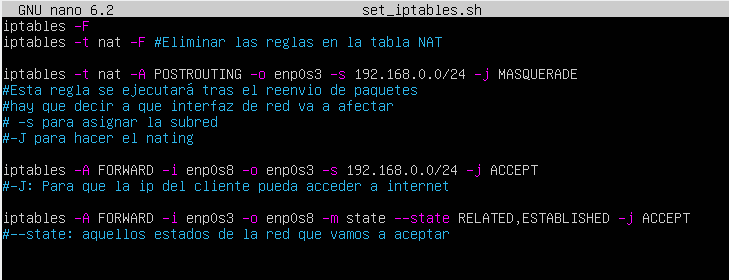 GNU nano 6.2 set_iptables.sh
iptables -F
iptables -t nat -F #Eliminar las reglas en la tabla NAT
iptables -t nat -A POSTROUTING -o enp0s3 -s 192.168.0.0/24 -j MASQUERADE
#Esta regla se ejecutará tras el reenvio de paquetes
#hay que decir a que interfaz de red va a afectar
# -s para asignar la subred
#-J para hacer el nating
iptables -A FORWARD -i enp0s8 -o enp0s3 -s 192.168.0.0/24 -j ACCEPT
#-J: Para que la ip del cliente pueda acceder a internet
iptables -A FORWARD -i enp0s3 -o enp0s8 -m state --state RELATED,ESTABLISHED -j ACCEPT
#--state: aquellos estados de la red que vamos a aceptar